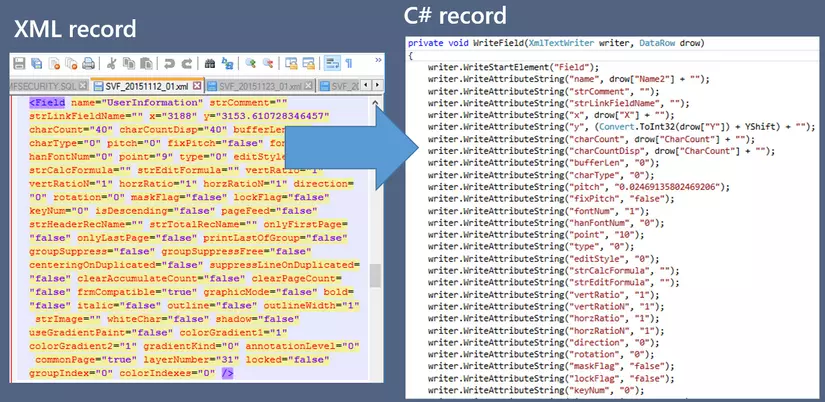 XML record
MFSECURITY.SQL SVF_20151112_01.xml SVF_20151123_01.xml SVF_2
<Field name="UserInformation" strComment=""
strLinkFieldName="" x="3188" y="3153.610728346457"
charCount="40" charCountDisp="40" bufferLen
charType="0" pitch="0" fixPitch="false" fon
hanFontNum="0" point="9" type="0" editStyle
strCalcFormula="" strEditFormula="" vertRatio="1"
vertRatioN="1" horzRatio="1" horzRatioN="1" direction=
"0" rotation="0" maskFlag="false" lockFlag="false"
keyNum="0" isDescending="false" pageFeed="false"
strHeaderRecName="" strTotalRecName="" onlyFirstPage=
"false" onlyLastPage="false" printLastOfGroup="false"
groupSuppress="false" groupSuppressFree="false"
centeringOnDuplicated="false" suppressLineOnDuplicated=
"false" clearAccumulateCount="false" clearPageCount=
"false" frmCompatible="true" graphicMode="false" bold=
"false" italic="false" outline="false" outlineWidth="1"
strImage="" whiteChar="false" shadow="false"
useGradientPaint="false" colorGradient1="1"
colorGradient2="1" gradientKind="0" annotationLevel="0"
commonPage="true" layerNumber="31" locked="false"
groupIndex="0" colorIndexes="0" />
C# record
private void WriteField(XmlTextWriter writer, DataRow drow)
{
writer.WriteStartElement("Field");
writer.WriteAttributeString("name", drow["Name2"] + "");
writer.WriteAttributeString("strComment", "");
writer.WriteAttributeString("strLinkFieldName", "");
writer.WriteAttributeString("x", drow["X"] + "");
writer.WriteAttributeString("y", (Convert.ToInt32(drow["Y"]) + YShift) + "");
writer.WriteAttributeString("charCount", drow["CharCount"] + "");
writer.WriteAttributeString("charCountDisp", drow["CharCount"] + "");
writer.WriteAttributeString("bufferLen", "0");
writer.WriteAttributeString("charType", "0");
writer.WriteAttributeString("pitch", "0.02469135802469206");
writer.WriteAttributeString("fixPitch", "false");
writer.WriteAttributeString("fontNum", "1");
writer.WriteAttributeString("hanFontNum", "0");
writer.WriteAttributeString("point", "10");
writer.WriteAttributeString("type", "0");
writer.WriteAttributeString("editStyle", "0");
writer.WriteAttributeString("strCalcFormula", "");
writer.WriteAttributeString("strEditFormula", "");
writer.WriteAttributeString("vertRatio", "1");
writer.WriteAttributeString("vertRatioN", "1");
writer.WriteAttributeString("horzRatio", "1");
writer.WriteAttributeString("horzRatioN", "1");
writer.WriteAttributeString("direction", "0");
writer.WriteAttributeString("rotation", "0");
writer.WriteAttributeString("maskFlag", "false");
writer.WriteAttributeString("lockFlag", "false");
writer.WriteAttributeString("keyNum", "0");